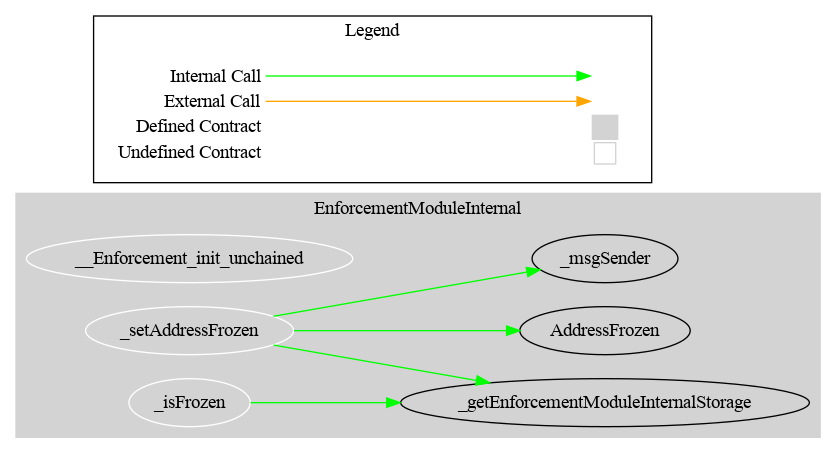 Legend
Internal Call
External Call
Defined Contract
Undefined Contract
EnforcementModuleInternal
__Enforcement_init_unchained
_msgSender
_setAddressFrozen
AddressFrozen
_isFrozen
_getEnforcementModuleInternalStorage